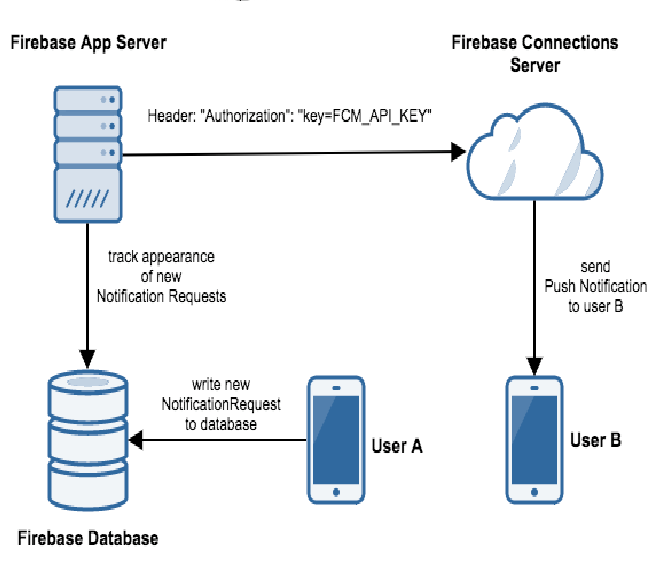 Firebase App Server
Firebase Connections
Server
Header: "Authorization": "key=FCM_API_KEY"
track appearance
of new
Notification Requests
send
Push Notification
to user B
write new
NotificationRequest
to database
User A
User B
Firebase Database